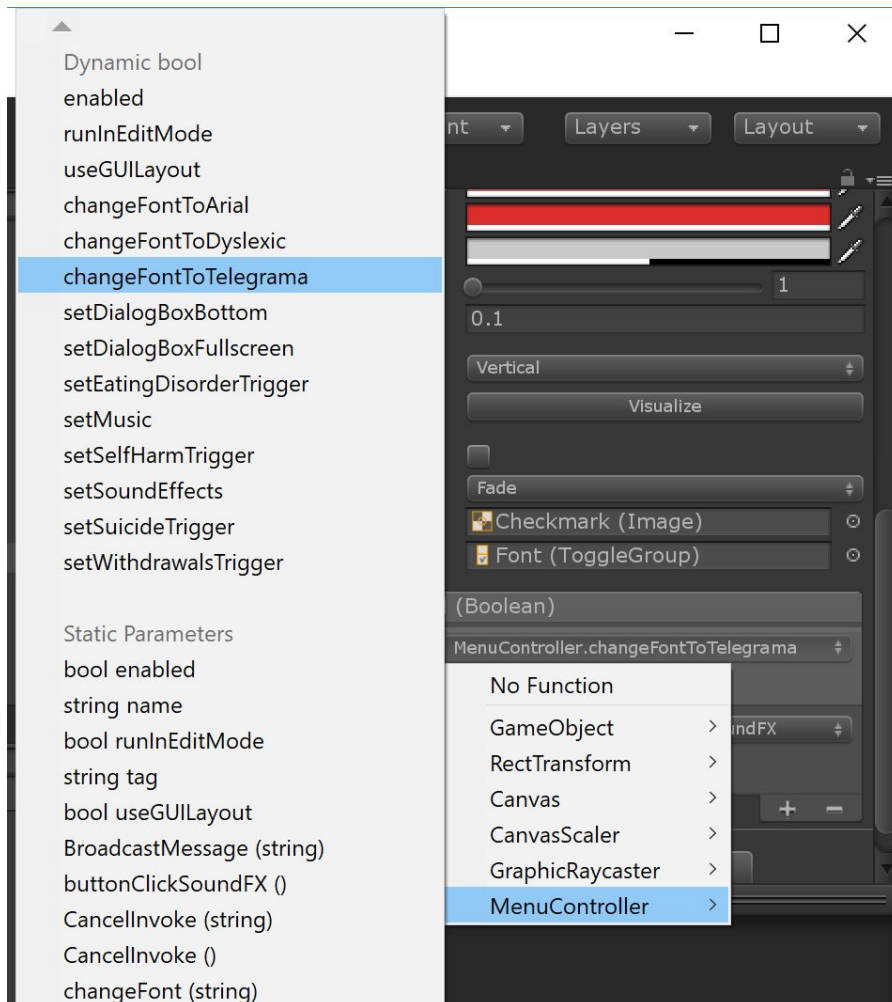 Dynamic bool
enabled
runInEditMode
useGUILayout
changeFontToArial
changeFontToDyslexic
changeFontToTelegrama
setDialogBoxBottom
setDialogBoxFullscreen
setEatingDisorderTrigger
setMusic
setSelfHarmTrigger
setSoundEffects
setSuicideTrigger
setWithdrawalsTrigger
Static Parameters
bool enabled
string name
bool runInEditMode
string tag
bool useGUILayout
BroadcastMessage (string)
buttonClickSoundFX ()
CancelInvoke (string)
CancelInvoke ()
changeFont (string)
nt
Layers
Layout
1
0.1
Vertical
Visualize
Fade
Checkmark (Image)
Font (ToggleGroup)
(Boolean)
MenuController.changeFontToTelegrama
No Function
GameObject
RectTransform
Canvas
CanvasScaler
GraphicRaycaster
MenuController
undFX